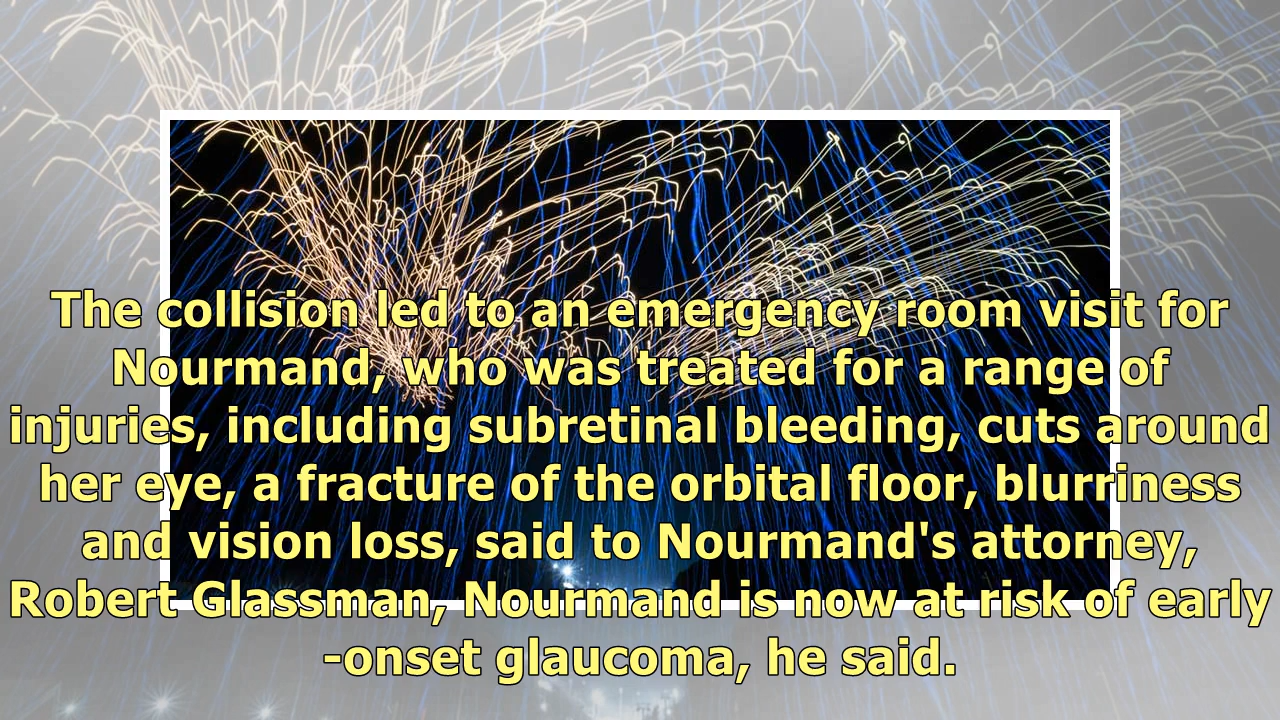 The collision led to an emergency room visit for
Nourmand, who was treated for a range of
injuries, including subretinal bleeding, cuts around
her eye, a fracture of the orbital floor, blurriness
and vision loss, said to Nourmand's attorney,
Robert Glassman, Nourmand is now at risk of early
-onset glaucoma, he said.